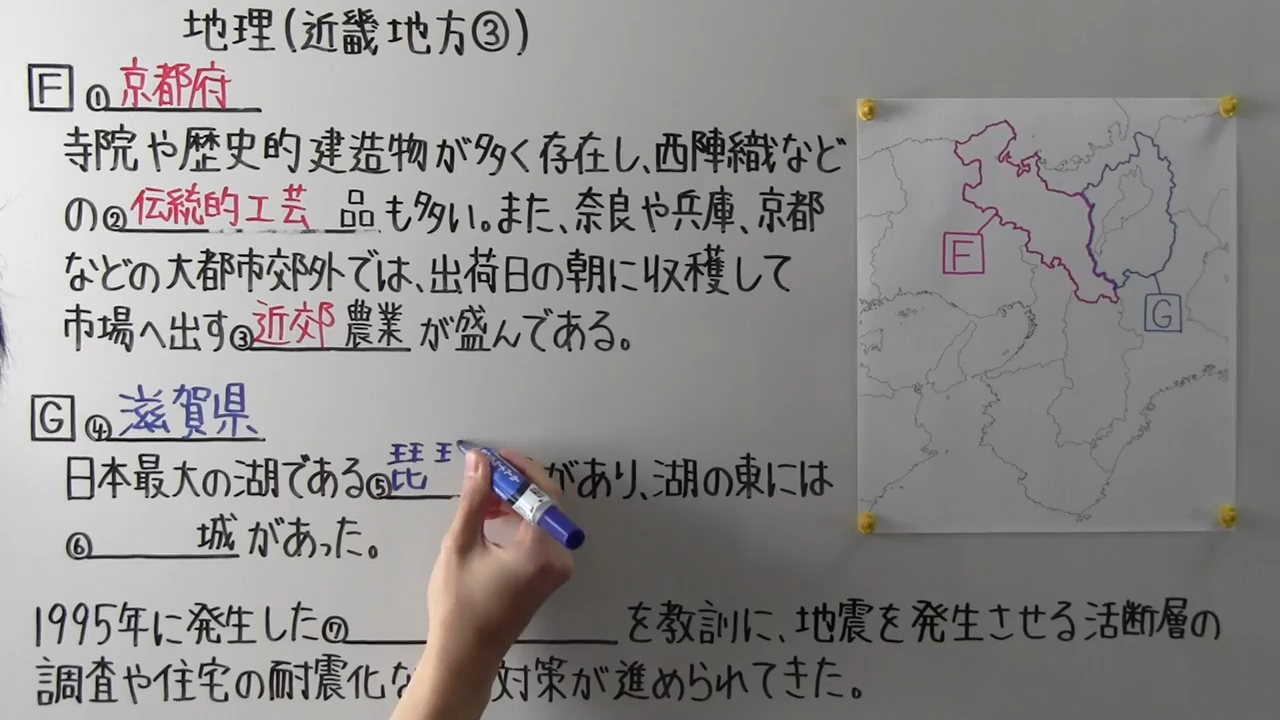 地理(近畿地方③)
F ①京都府
寺院や歴史的建造物が多く存在し、西陣織など
の②伝統的工芸品も多い。また、奈良や兵庫、京都
などの大都市郊外では、出荷日の朝に収穫して
市場へ出す③近郊農業が盛んである。
G ④滋賀県
日本最大の湖である⑤琵 があり、湖の東には
⑥ 城があった。
1995年に発生した⑦ を教訓に、地震を発生させる活断層の
調査や住宅の耐震化な 対策が進められてきた。
F
G